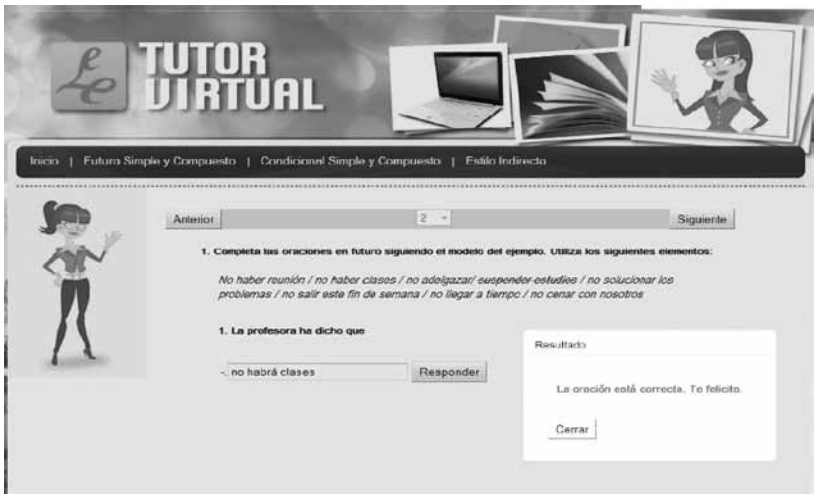 ele
TUTOR
VIRTUAL
Inicio | Futuro Simple y Compuesto | Condicional Simple y Compuesto | Estilo Indirecto
Anterior 2 Siguiente
1. Completa las oraciones en futuro siguiendo el modelo del ejemplo. Utiliza los siguientes elementos:
No haber reunión / no haber clases / no adelgazar/ suspender estudios / no solucionar los
problemas / no salir este fin de semana / no llegar a tiempo / no cenar con nosotros
1. La profesora ha dicho que
-. no habrá clases Responder
Resultado
La oración está correcta. Te felicito.
Cerrar